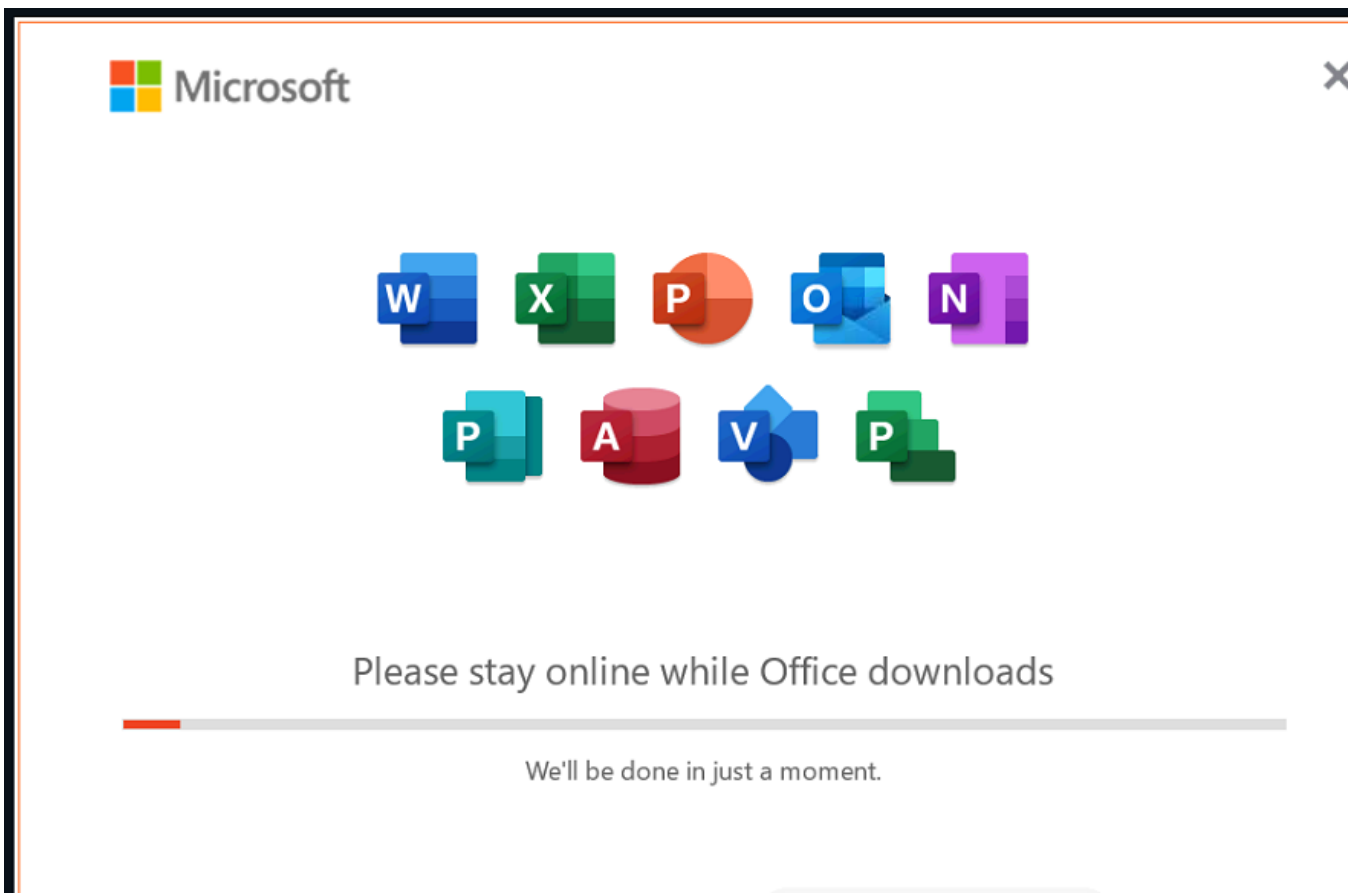 Microsoft
W X P O N
P A V P
Please stay online while Office downloads
We'll be done in just a moment.